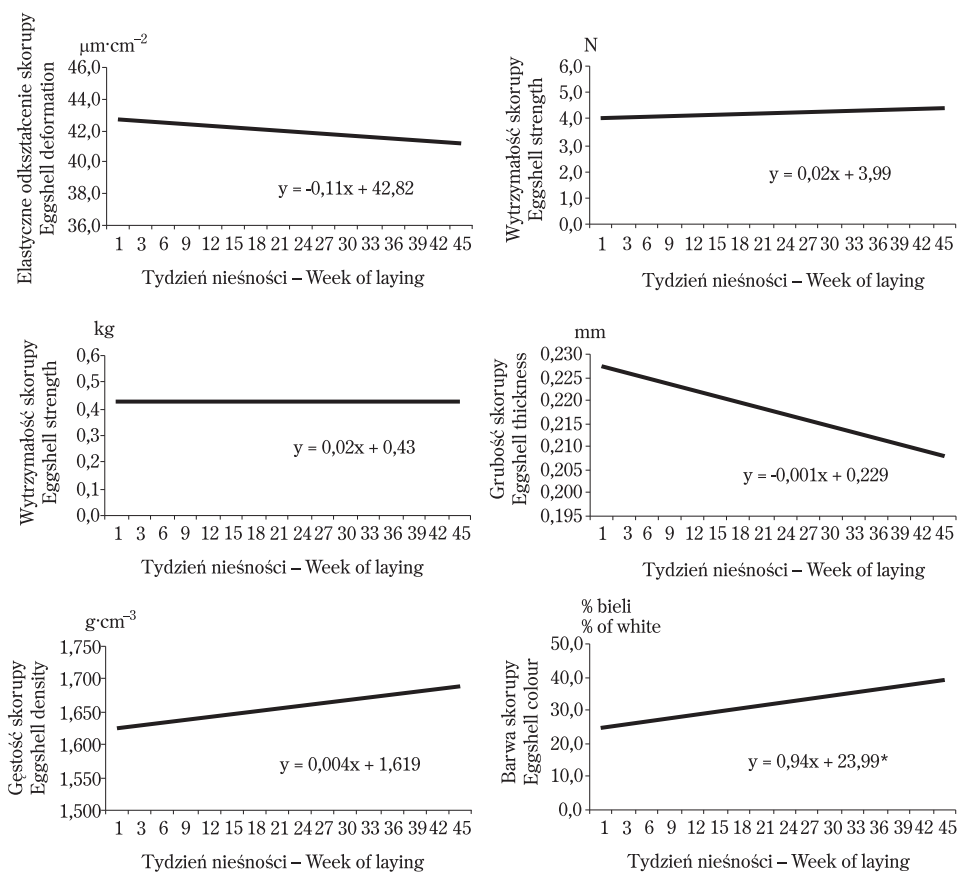 µm·cm⁻²
Elastyczne odkształcenie skorupy
Eggshell deformation
46,0
44,0
42,0
40,0
38,0
36,0
y = -0,11x + 42,82
1 3 6 9 12 15 18 21 24 27 30 33 36 39 42 45
Tydzień nieśności – Week of laying
N
Wytrzymałość skorupy
Eggshell strength
6,0
5,0
4,0
3,0
2,0
1,0
0,0
y = 0,02x + 3,99
1 3 6 9 12 15 18 21 24 27 30 33 36 39 42 45
Tydzień nieśności – Week of laying
kg
Wytrzymałość skorupy
Eggshell strength
0,6
0,5
0,4
0,3
0,2
0,1
0,0
y = 0,02x + 0,43
1 3 6 9 12 15 18 21 24 27 30 33 36 39 42 45
Tydzień nieśności – Week of laying
mm
Grubość skorupy
Eggshell thickness
0,230
0,225
0,220
0,215
0,210
0,205
0,200
0,195
y = -0,001x + 0,229
1 3 6 9 12 15 18 21 24 27 30 33 36 39 42 45
Tydzień nieśności – Week of laying
g·cm⁻³
Gęstość skorupy
Eggshell density
1,750
1,700
1,650
1,600
1,550
1,500
y = 0,004x + 1,619
1 3 6 9 12 15 18 21 24 27 30 33 36 39 42 45
Tydzień nieśności – Week of laying
% bieli
% of white
Barwa skorupy
Eggshell colour
50,0
40,0
30,0
20,0
10,0
0,0
y = 0,94x + 23,99*
1 3 6 9 12 15 18 21 24 27 30 33 36 39 42 45
Tydzień nieśności – Week of laying